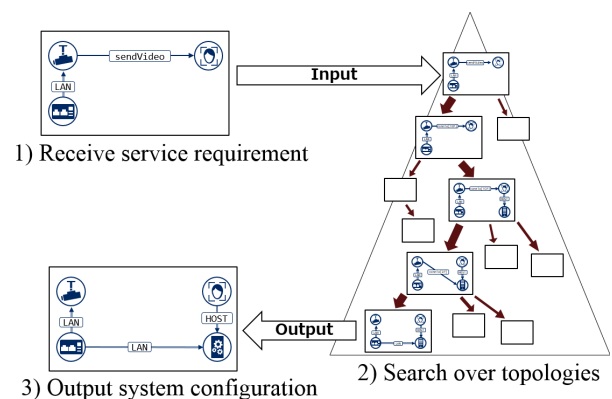 sendVideo
LAN
Input
1) Receive service requirement
HOST
LAN
LAN
Output
3) Output system configuration
2) Search over topologies